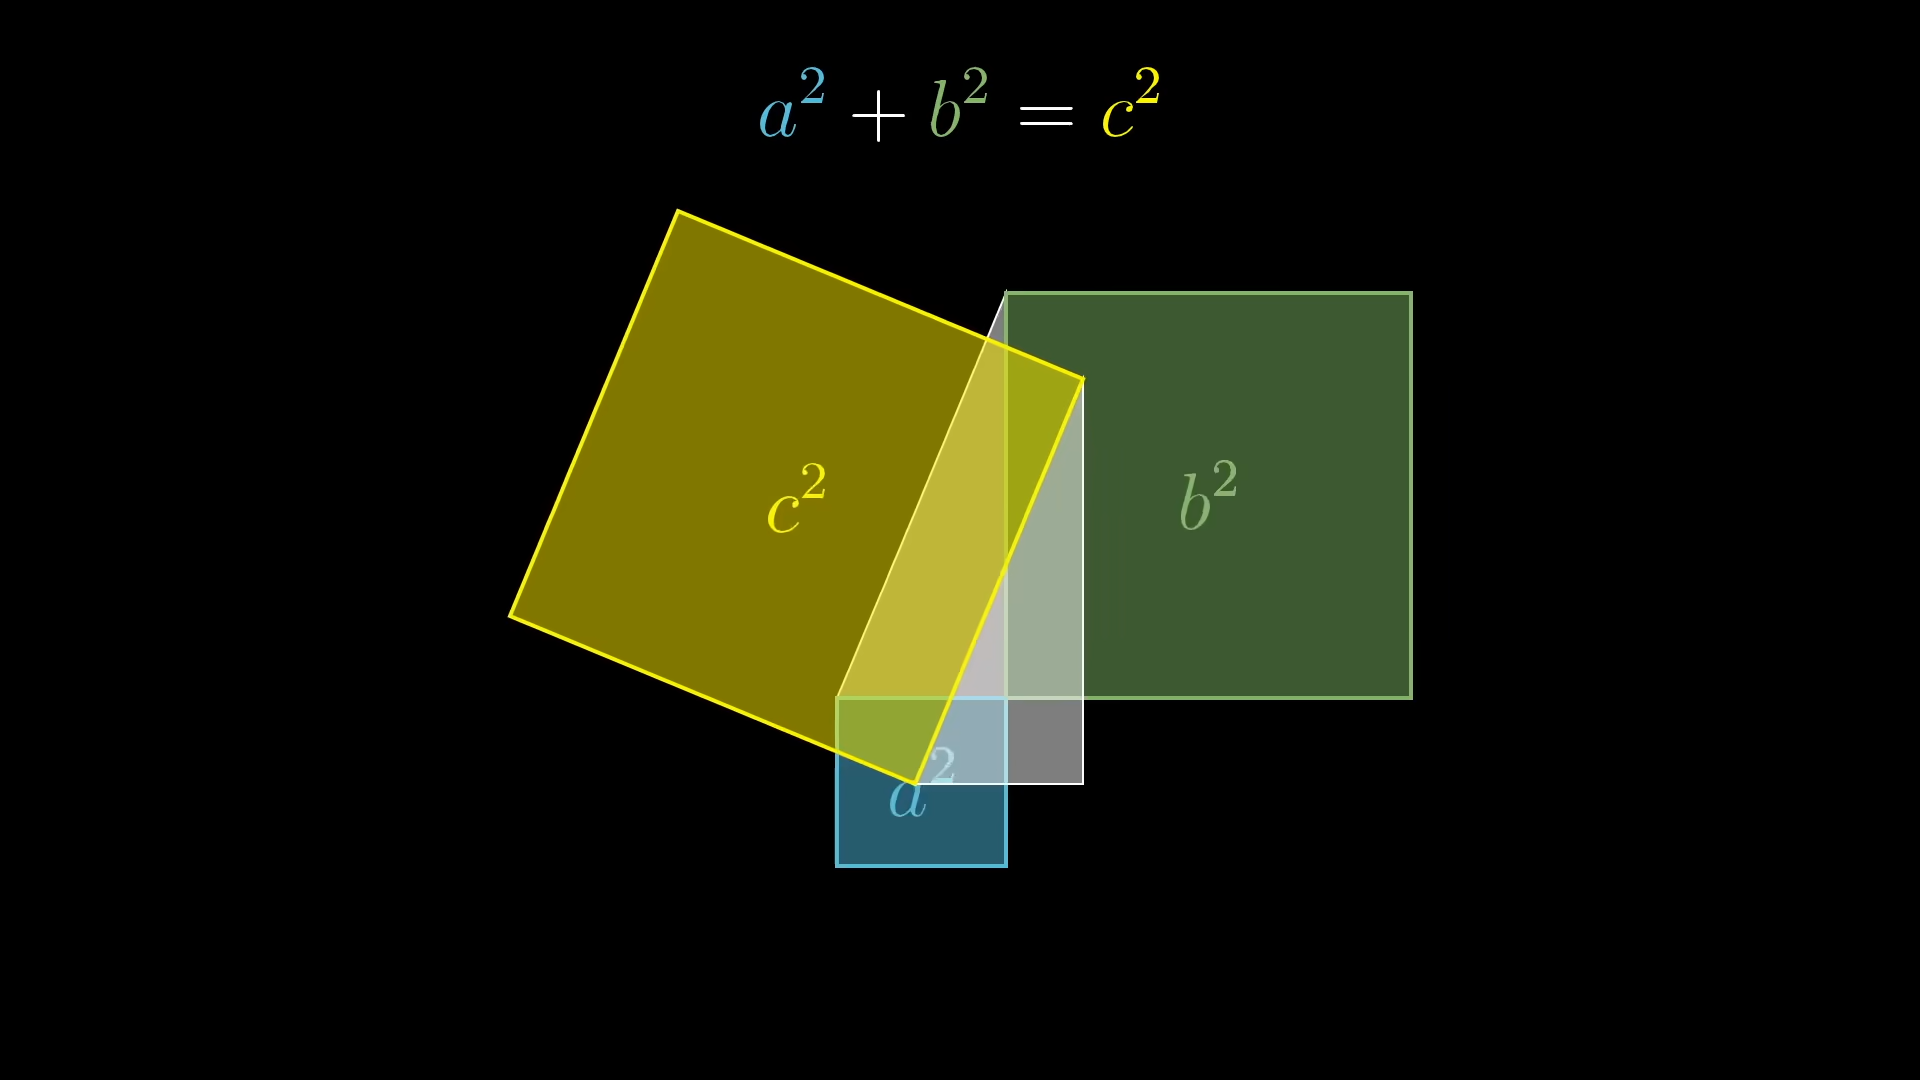 a² + b² = c²
c²
b²
a²